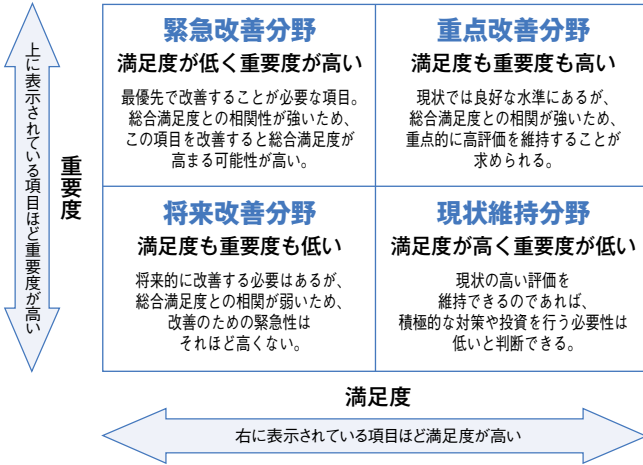 上に表示されている項目ほど重要度が高い
重要度
緊急改善分野
満足度が低く重要度が高い
最優先で改善することが必要な項目。
総合満足度との相関性が強いため、
この項目を改善すると総合満足度が
高まる可能性が高い。
重点改善分野
満足度も重要度も高い
現状では良好な水準にあるが、
総合満足度との相関が強いため、
重点的に高評価を維持することが
求められる。
将来改善分野
満足度も重要度も低い
将来的に改善する必要はあるが、
総合満足度との相関が弱いため、
改善のための緊急性は
それほど高くない。
現状維持分野
満足度が高く重要度が低い
現状の高い評価を
維持できるのであれば、
積極的な対策や投資を行う必要性は
低いと判断できる。
満足度
右に表示されている項目ほど満足度が高い